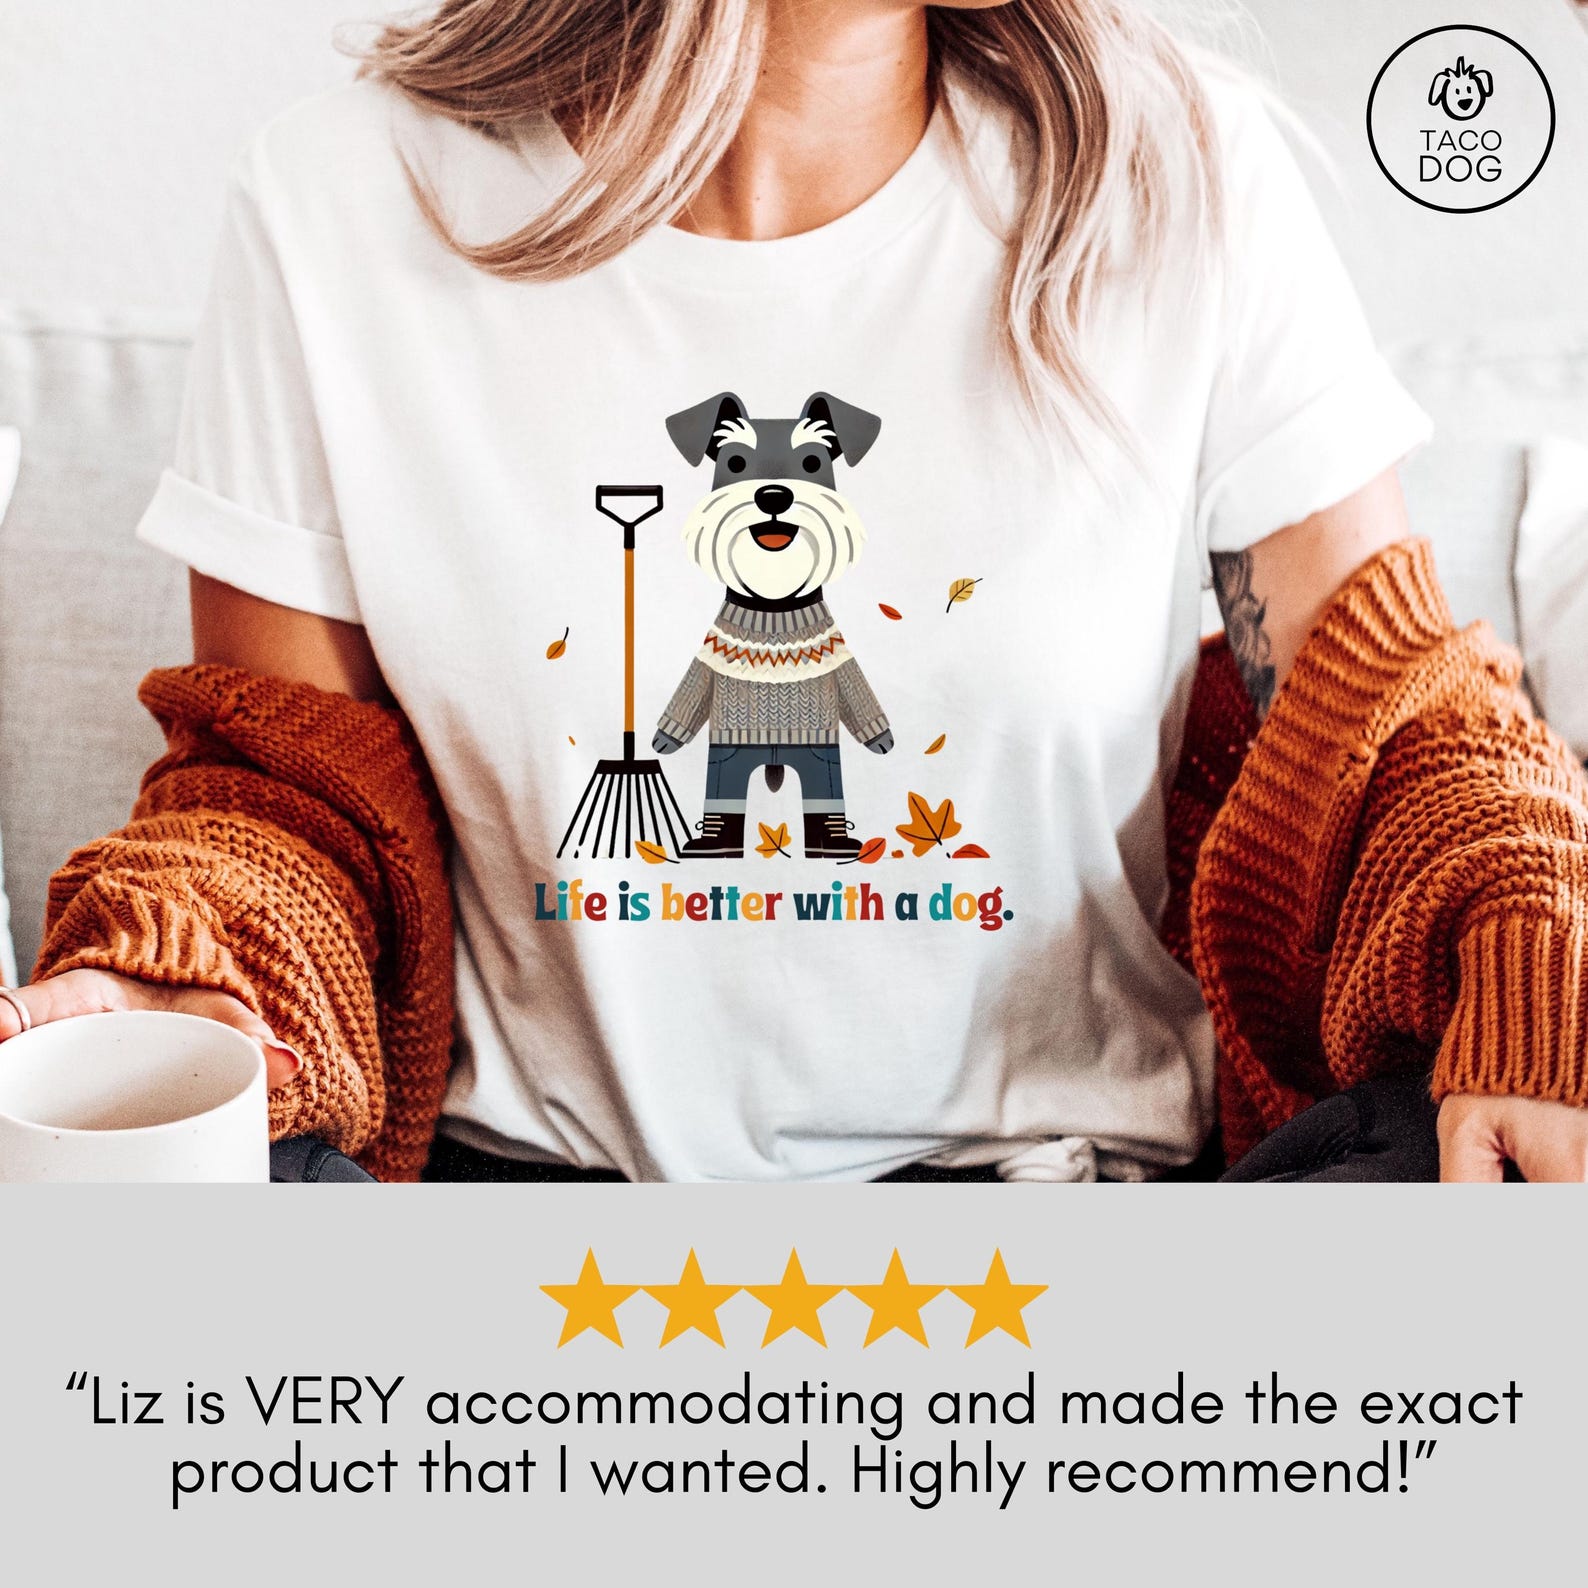 TACO
DOG
Life is better with a dog.
“Liz is VERY accommodating and made the exact
product that I wanted. Highly recommend!”